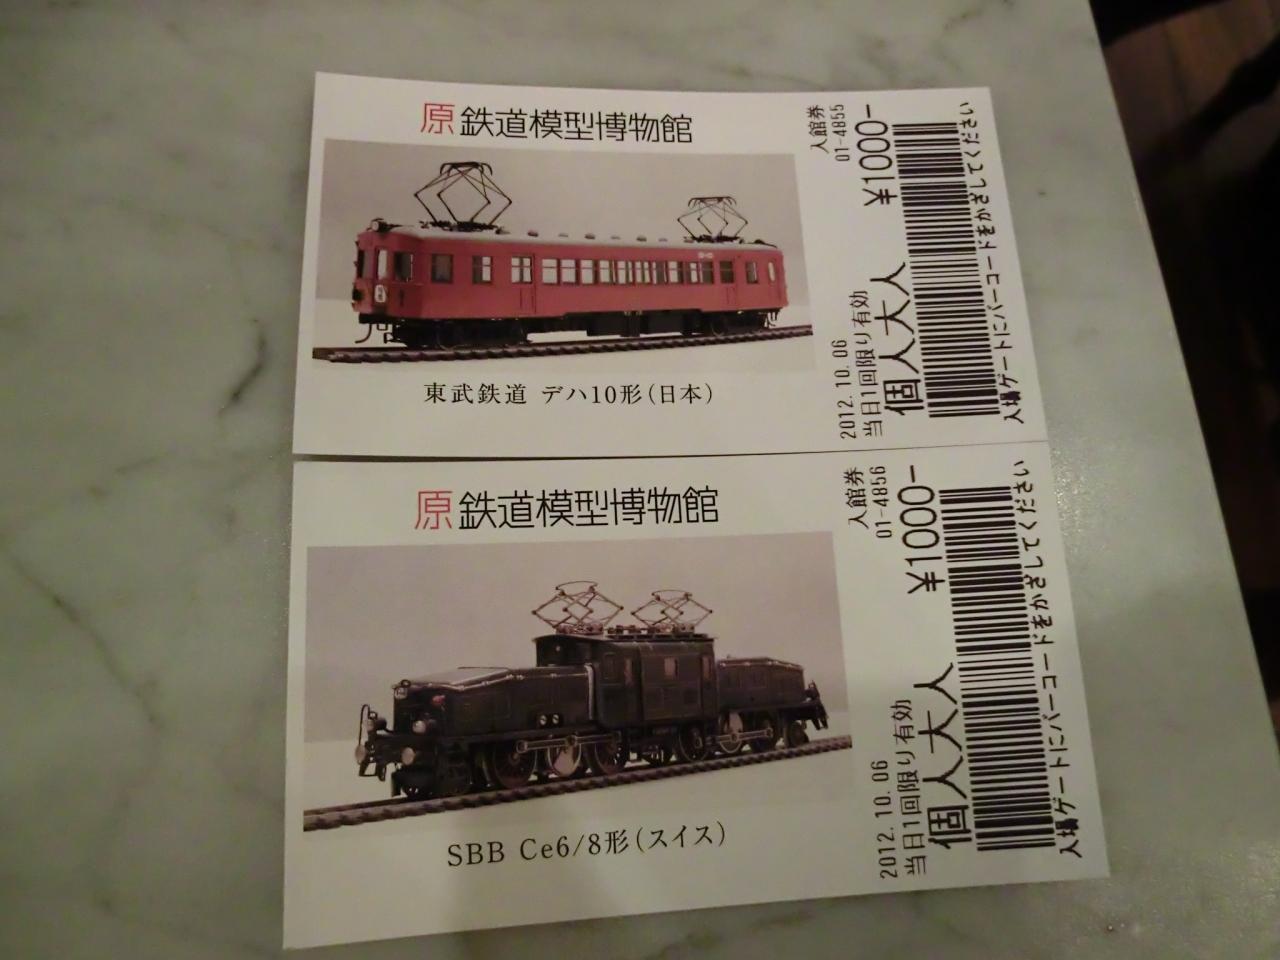 原 鉄道模型博物館
東武鉄道 デハ10形(日本)
入館券
01-4855
¥1000-
2012.10.06
当日1回限り有効
個人大人
入場ゲートにバーコードをかざしてください
原 鉄道模型博物館
SBB Ce6/8形(スイス)
入館券
01-4856
¥1000-
2012.10.06
当日1回限り有効
個人大人
入場ゲートにバーコードをかざしてください